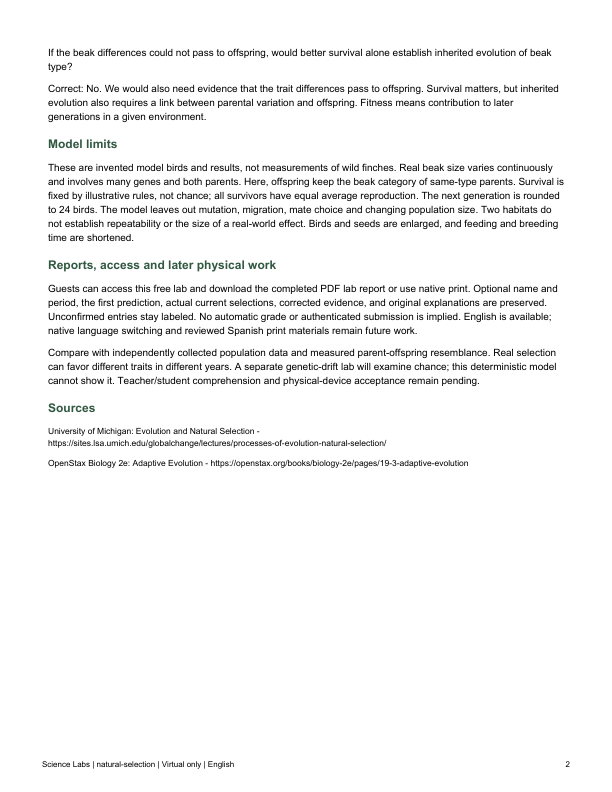 If the beak differences could not pass to offspring, would better survival alone establish inherited evolution of beak
type?
Correct: No. We would also need evidence that the trait differences pass to offspring. Survival matters, but inherited
evolution also requires a link between parental variation and offspring. Fitness means contribution to later
generations in a given environment.
Model limits
These are invented model birds and results, not measurements of wild finches. Real beak size varies continuously
and involves many genes and both parents. Here, offspring keep the beak category of same-type parents. Survival is
fixed by illustrative rules, not chance; all survivors have equal average reproduction. The next generation is rounded
to 24 birds. The model leaves out mutation, migration, mate choice and changing population size. Two habitats do
not establish repeatability or the size of a real-world effect. Birds and seeds are enlarged, and feeding and breeding
time are shortened.
Reports, access and later physical work
Guests can access this free lab and download the completed PDF lab report or use native print. Optional name and
period, the first prediction, actual current selections, corrected evidence, and original explanations are preserved.
Unconfirmed entries stay labeled. No automatic grade or authenticated submission is implied. English is available;
native language switching and reviewed Spanish print materials remain future work.
Compare with independently collected population data and measured parent-offspring resemblance. Real selection
can favor different traits in different years. A separate genetic-drift lab will examine chance; this deterministic model
cannot show it. Teacher/student comprehension and physical-device acceptance remain pending.
Sources
University of Michigan: Evolution and Natural Selection -
https://sites.lsa.umich.edu/globalchange/lectures/processes-of-evolution-natural-selection/
OpenStax Biology 2e: Adaptive Evolution - https://openstax.org/books/biology-2e/pages/19-3-adaptive-evolution
Science Labs | natural-selection | Virtual only | English
2